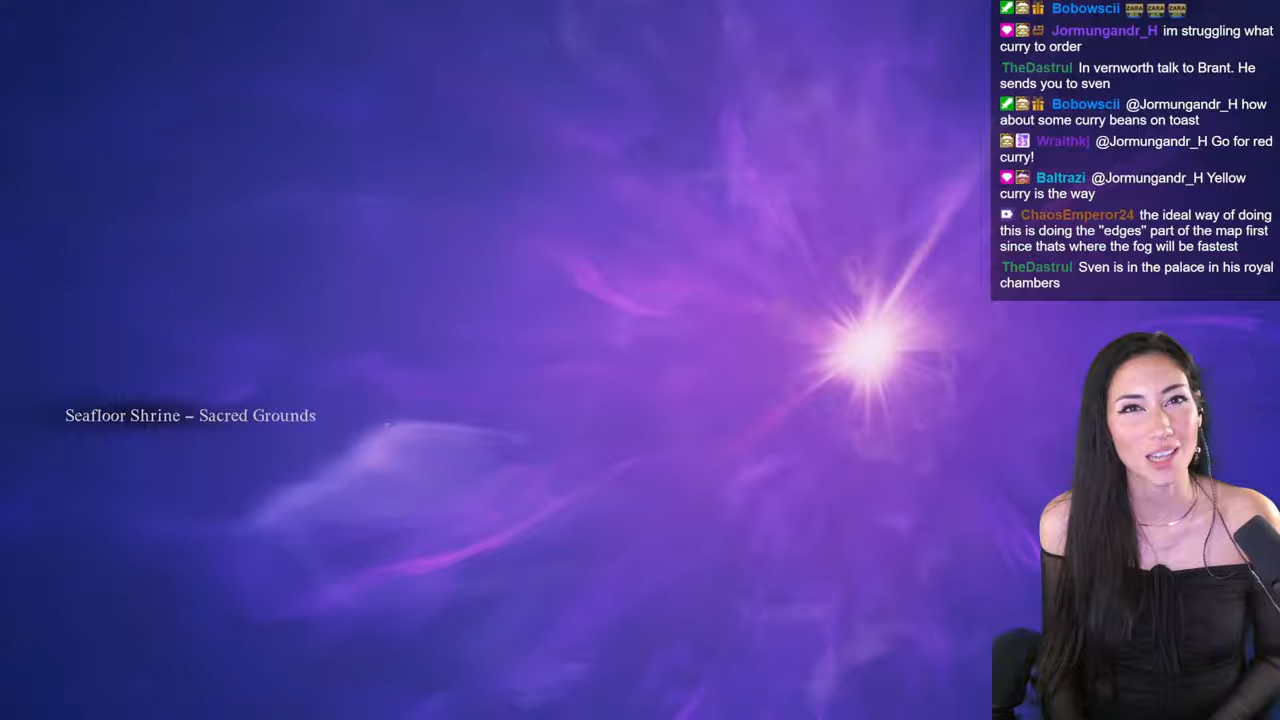 Bobowscii ZARA ZARA ZARA
Jormungandr_H im struggling what
curry to order
TheDastrul In vernworth talk to Brant. He
sends you to sven
Bobowscii @Jormungandr_H how
about some curry beans on toast
Wraithkj @Jormungandr_H Go for red
curry!
Baltrazi @Jormungandr_H Yellow
curry is the way
ChaosEmperor24 the ideal way of doing
this is doing the "edges" part of the map first
since thats where the fog will be fastest
TheDastrul Sven is in the palace in his royal
chambers
Seafloor Shrine – Sacred Grounds